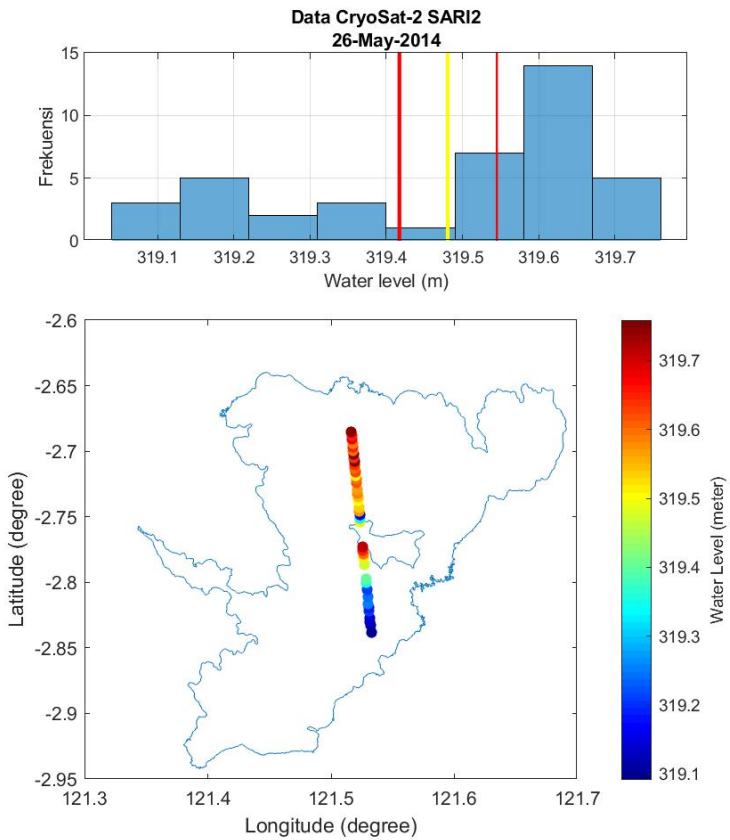 Data CryoSat-2 SARI2
26-May-2014
Frekuensi
15
10
5
0
319.1 319.2 319.3 319.4 319.5 319.6 319.7
Water level (m)
Latitude (degree)
-2.6
-2.65
-2.7
-2.75
-2.8
-2.85
-2.9
-2.95
121.3 121.4 121.5 121.6 121.7
Longitude (degree)
319.7
319.6
319.5
319.4
319.3
319.2
319.1
Water Level (meter)